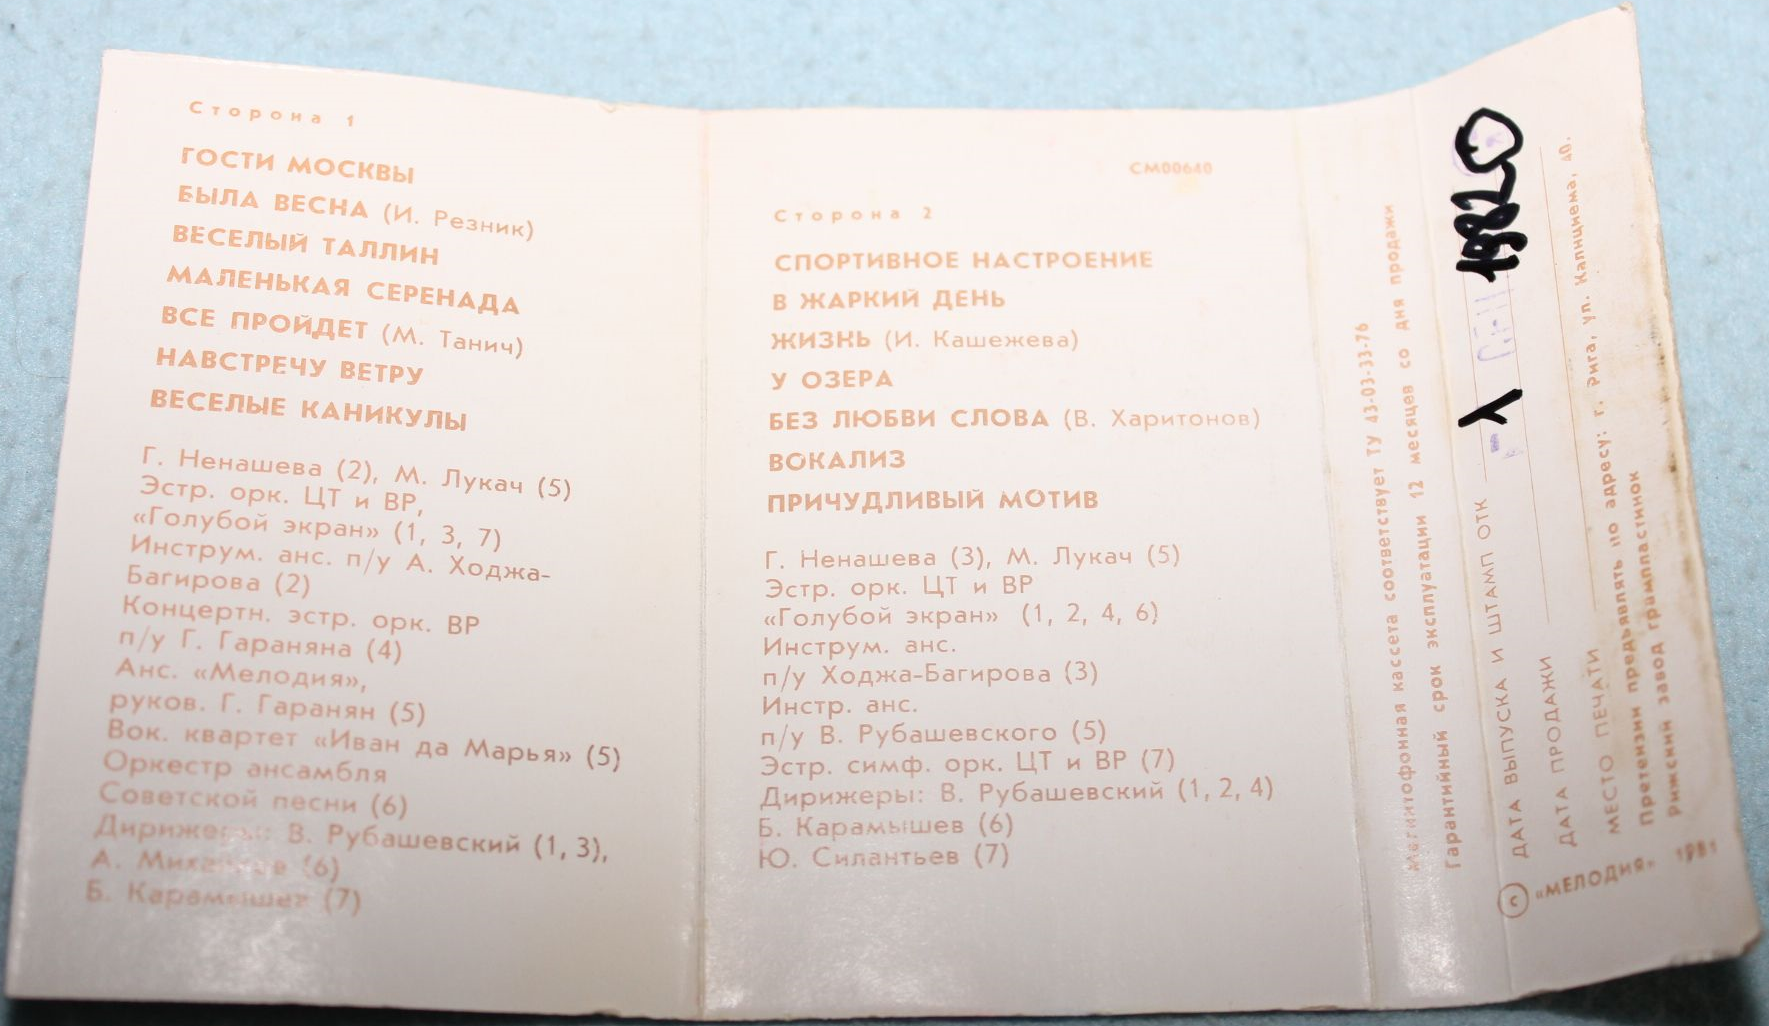 Сторона 1
ГОСТИ МОСКВЫ
БЫЛА ВЕСНА (И. Резник)
ВЕСЕЛЫЙ ТАЛЛИН
МАЛЕНЬКАЯ СЕРЕНАДА
ВСЕ ПРОЙДЕТ (М. Танич)
НАВСТРЕЧУ ВЕТРУ
ВЕСЕЛЫЕ КАНИКУЛЫ
Г. Ненашева (2), М. Лукач (5)
Эстр. орк. ЦТ и ВР,
«Голубой экран» (1, 3, 7)
Инструм. анс. п/у А. Ходжа-
Багирова (2)
Концертн. эстр. орк. ВР
п/у Г. Гараняна (4)
Анс. «Мелодия»,
руков. Г. Гаранян (5)
Вок. квартет «Иван да Марья» (5)
Оркестр ансамбля
Советской песни (6)
Дирижеры: В. Рубашевский (1, 3),
А. Михайлов (6)
Б. Карамышев (7)
СМ00640
Сторона 2
СПОРТИВНОЕ НАСТРОЕНИЕ
В ЖАРКИЙ ДЕНЬ
ЖИЗНЬ (И. Кашежева)
У ОЗЕРА
БЕЗ ЛЮБВИ СЛОВА (В. Харитонов)
ВОКАЛИЗ
ПРИЧУДЛИВЫЙ МОТИВ
Г. Ненашева (3), М. Лукач (5)
Эстр. орк. ЦТ и ВР
«Голубой экран» (1, 2, 4, 6)
Инструм. анс.
п/у Ходжа-Багирова (3)
Инстр. анс.
п/у В. Рубашевского (5)
Эстр. симф. орк. ЦТ и ВР (7)
Дирижеры: В. Рубашевский (1, 2, 4)
Б. Карамышев (6)
Ю. Силантьев (7)
Магнитофонная кассета соответствует ТУ 43-03-33-76
Гарантийный срок эксплуатации 12 месяцев со дня продажи
ДАТА ВЫПУСКА И ШТАМП ОТК 1982
ДАТА ПРОДАЖИ
МЕСТО ПЕЧАТИ
Претензии предъявлять по адресу: г. Рига, ул. Калнциема, 40.
Рижский завод грампластинок
© «МЕЛОДИЯ» 1981